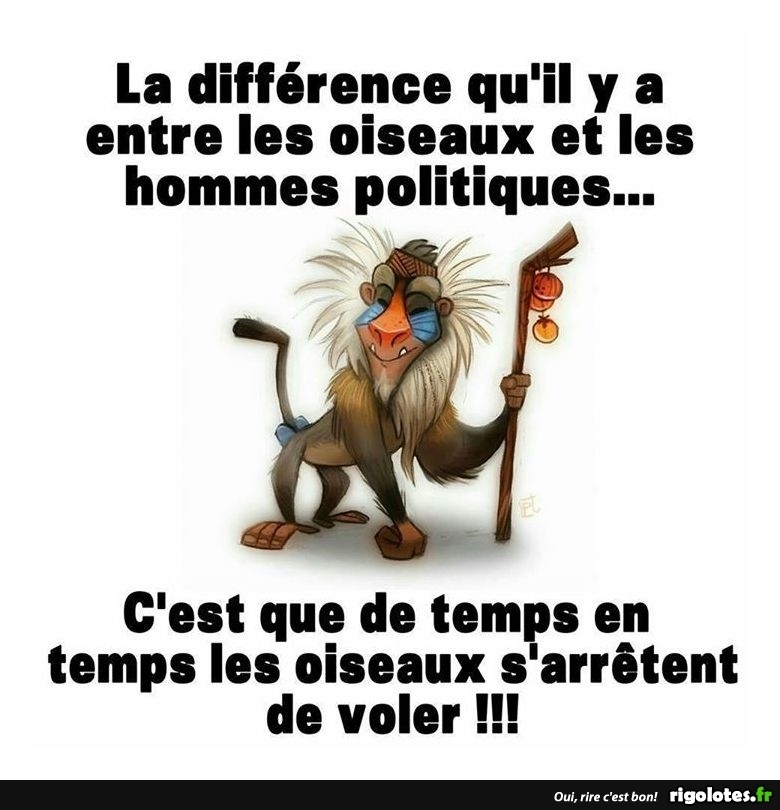 La différence qu'il y a
entre les oiseaux et les
hommes politiques...
C'est que de temps en
temps les oiseaux s'arrêtent
de voler !!!
Oui, rire c'est bon! rigolotes.fr